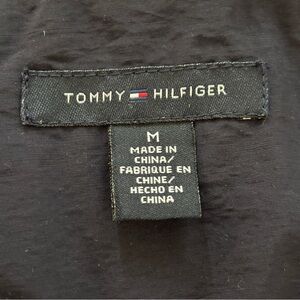 TOMMY HILFIGER
M
MADE IN
CHINA/
FABRIQUE EN
CHINE/
HECHO EN
CHINA